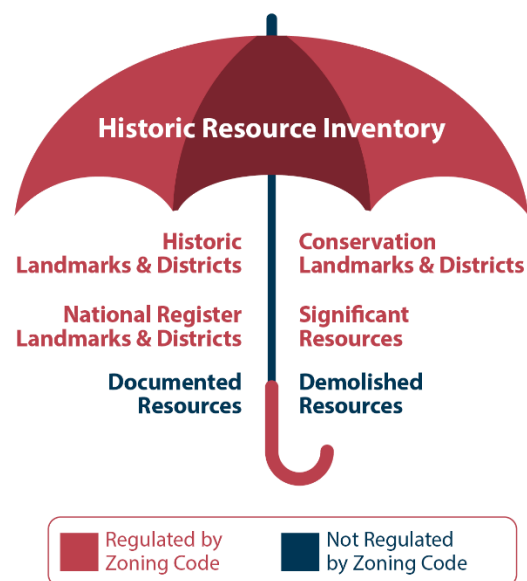 Historic Resource Inventory
Historic
Landmarks & Districts
Conservation
Landmarks & Districts
National Register
Landmarks & Districts
Significant
Resources
Documented
Resources
Demolished
Resources
Regulated by
Zoning Code
Not Regulated
by Zoning Code